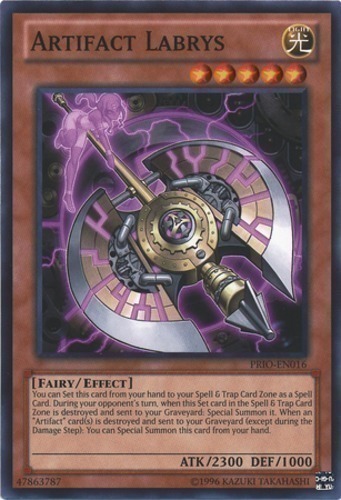 ARTIFACT LABRYS
LIGHT
光
PRIO-EN016
[FAIRY/EFFECT]
You can Set this card from your hand to your Spell & Trap Card Zone as a Spell
Card. During your opponent's turn, when this Set card in the Spell & Trap Card
Zone is destroyed and sent to your Graveyard: Special Summon it. When an
"Artifact" card(s) is destroyed and sent to your Graveyard (except during the
Damage Step): You can Special Summon this card from your hand.
ATK/2300 DEF/1000
47863787
©1996 KAZUKI TAKAHASHI